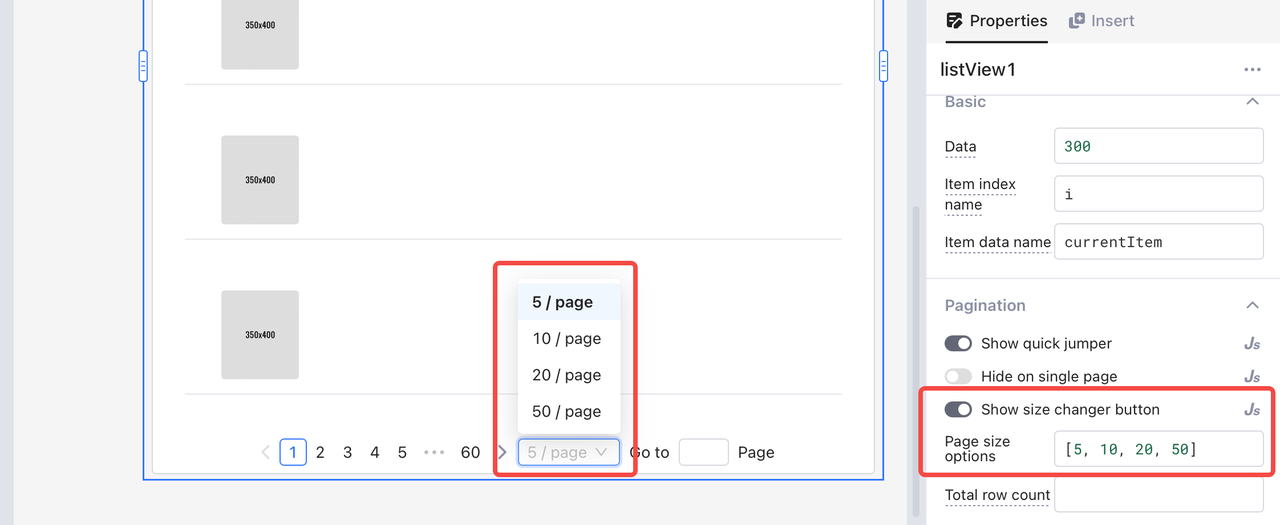 350x400
350x400
350x400
5 / page
10 / page
20 / page
50 / page
1 2 3 4 5 ••• 60 5 / page Go to Page
Properties Insert
listView1
Basic
Data 300
Item index
name
i
Item data name currentItem
Pagination
Show quick jumper Js
Hide on single page Js
Show size changer button Js
Page size
options
[5, 10, 20, 50]
Total row count